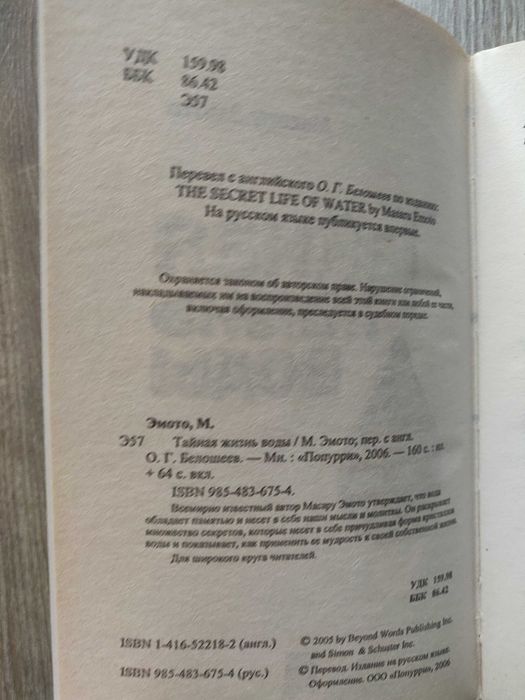 УДК 159.98
ББК 86.42
Э57
Перевел с английского О. Г. Белошеев по изданию:
THE SECRET LIFE OF WATER by Masaru Emoto
На русском языке публикуется впервые.
Охраняется законом об авторском праве. Нарушение ограничений,
накладываемых им на воспроизведение всей этой книги или любой ее части,
включая оформление, преследуется в судебном порядке.
Эмото, М.
Э57 Тайная жизнь воды / М. Эмото; пер. с англ.
О. Г. Белошеев. — Мн. : «Попурри», 2006. — 160 с. : ил.
+ 64 с. вкл.
ISBN 985-483-675-4.
Всемирно известный автор Масару Эмото утверждает, что вода
обладает памятью и несет в себе наши мысли и молитвы. Он раскрывает
множество секретов, которые несет в себе причудливая форма кристаллов
воды и показывает, как применить ее мудрость к своей собственной жизни.
Для широкого круга читателей.
УДК 159.98
ББК 86.42
ISBN 1-416-52218-2 (англ.) © 2005 by Beyond Words Publishing Inc.
and Simon & Schuster Inc.
ISBN 985-483-675-4 (рус.) © Перевод. Издание на русском языке.
Оформление. ООО «Попурри», 2006